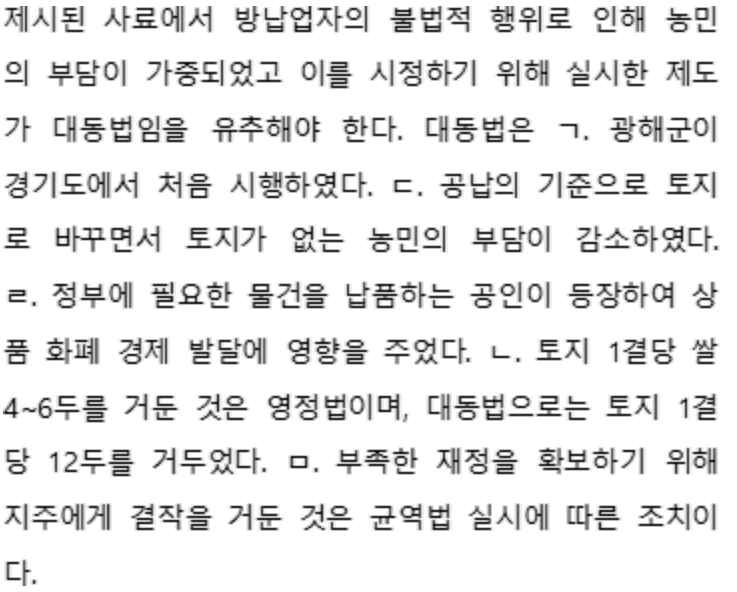 제시된 사료에서 방납업자의 불법적 행위로 인해 농민
의 부담이 가중되었고 이를 시정하기 위해 실시한 제도
가 대동법임을 유추해야 한다. 대동법은 ㄱ. 광해군이
경기도에서 처음 시행하였다. ㄷ. 공납의 기준으로 토지
로 바꾸면서 토지가 없는 농민의 부담이 감소하였다.
ㄹ. 정부에 필요한 물건을 납품하는 공인이 등장하여 상
품 화폐 경제 발달에 영향을 주었다. ㄴ. 토지 1결당 쌀
4~6두를 거둔 것은 영정법이며, 대동법으로는 토지 1결
당 12두를 거두었다. ㅁ. 부족한 재정을 확보하기 위해
지주에게 결작을 거둔 것은 균역법 실시에 따른 조치이
다.